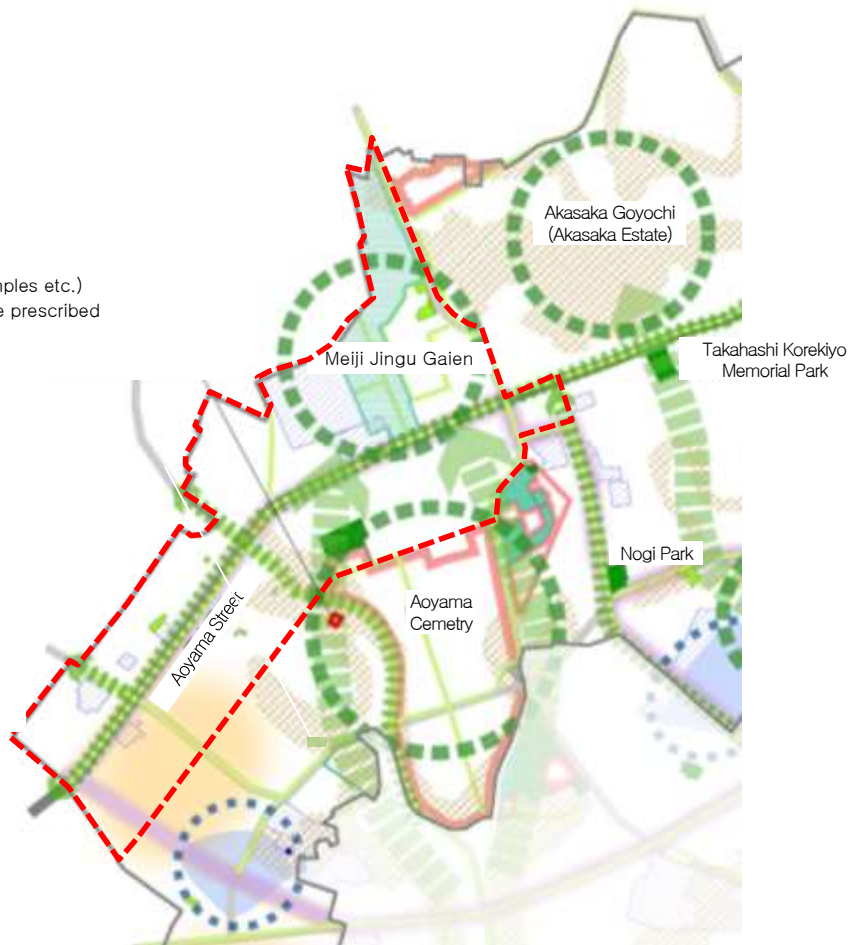 Akasaka Goyochi
(Akasaka Estate)
nples etc.)
e prescribed
Meiji Jingu Gaien
Takahashi Korekiyo
Memorial Park
Nogi Park
Aoyama
Cemetry
Aoyama Street